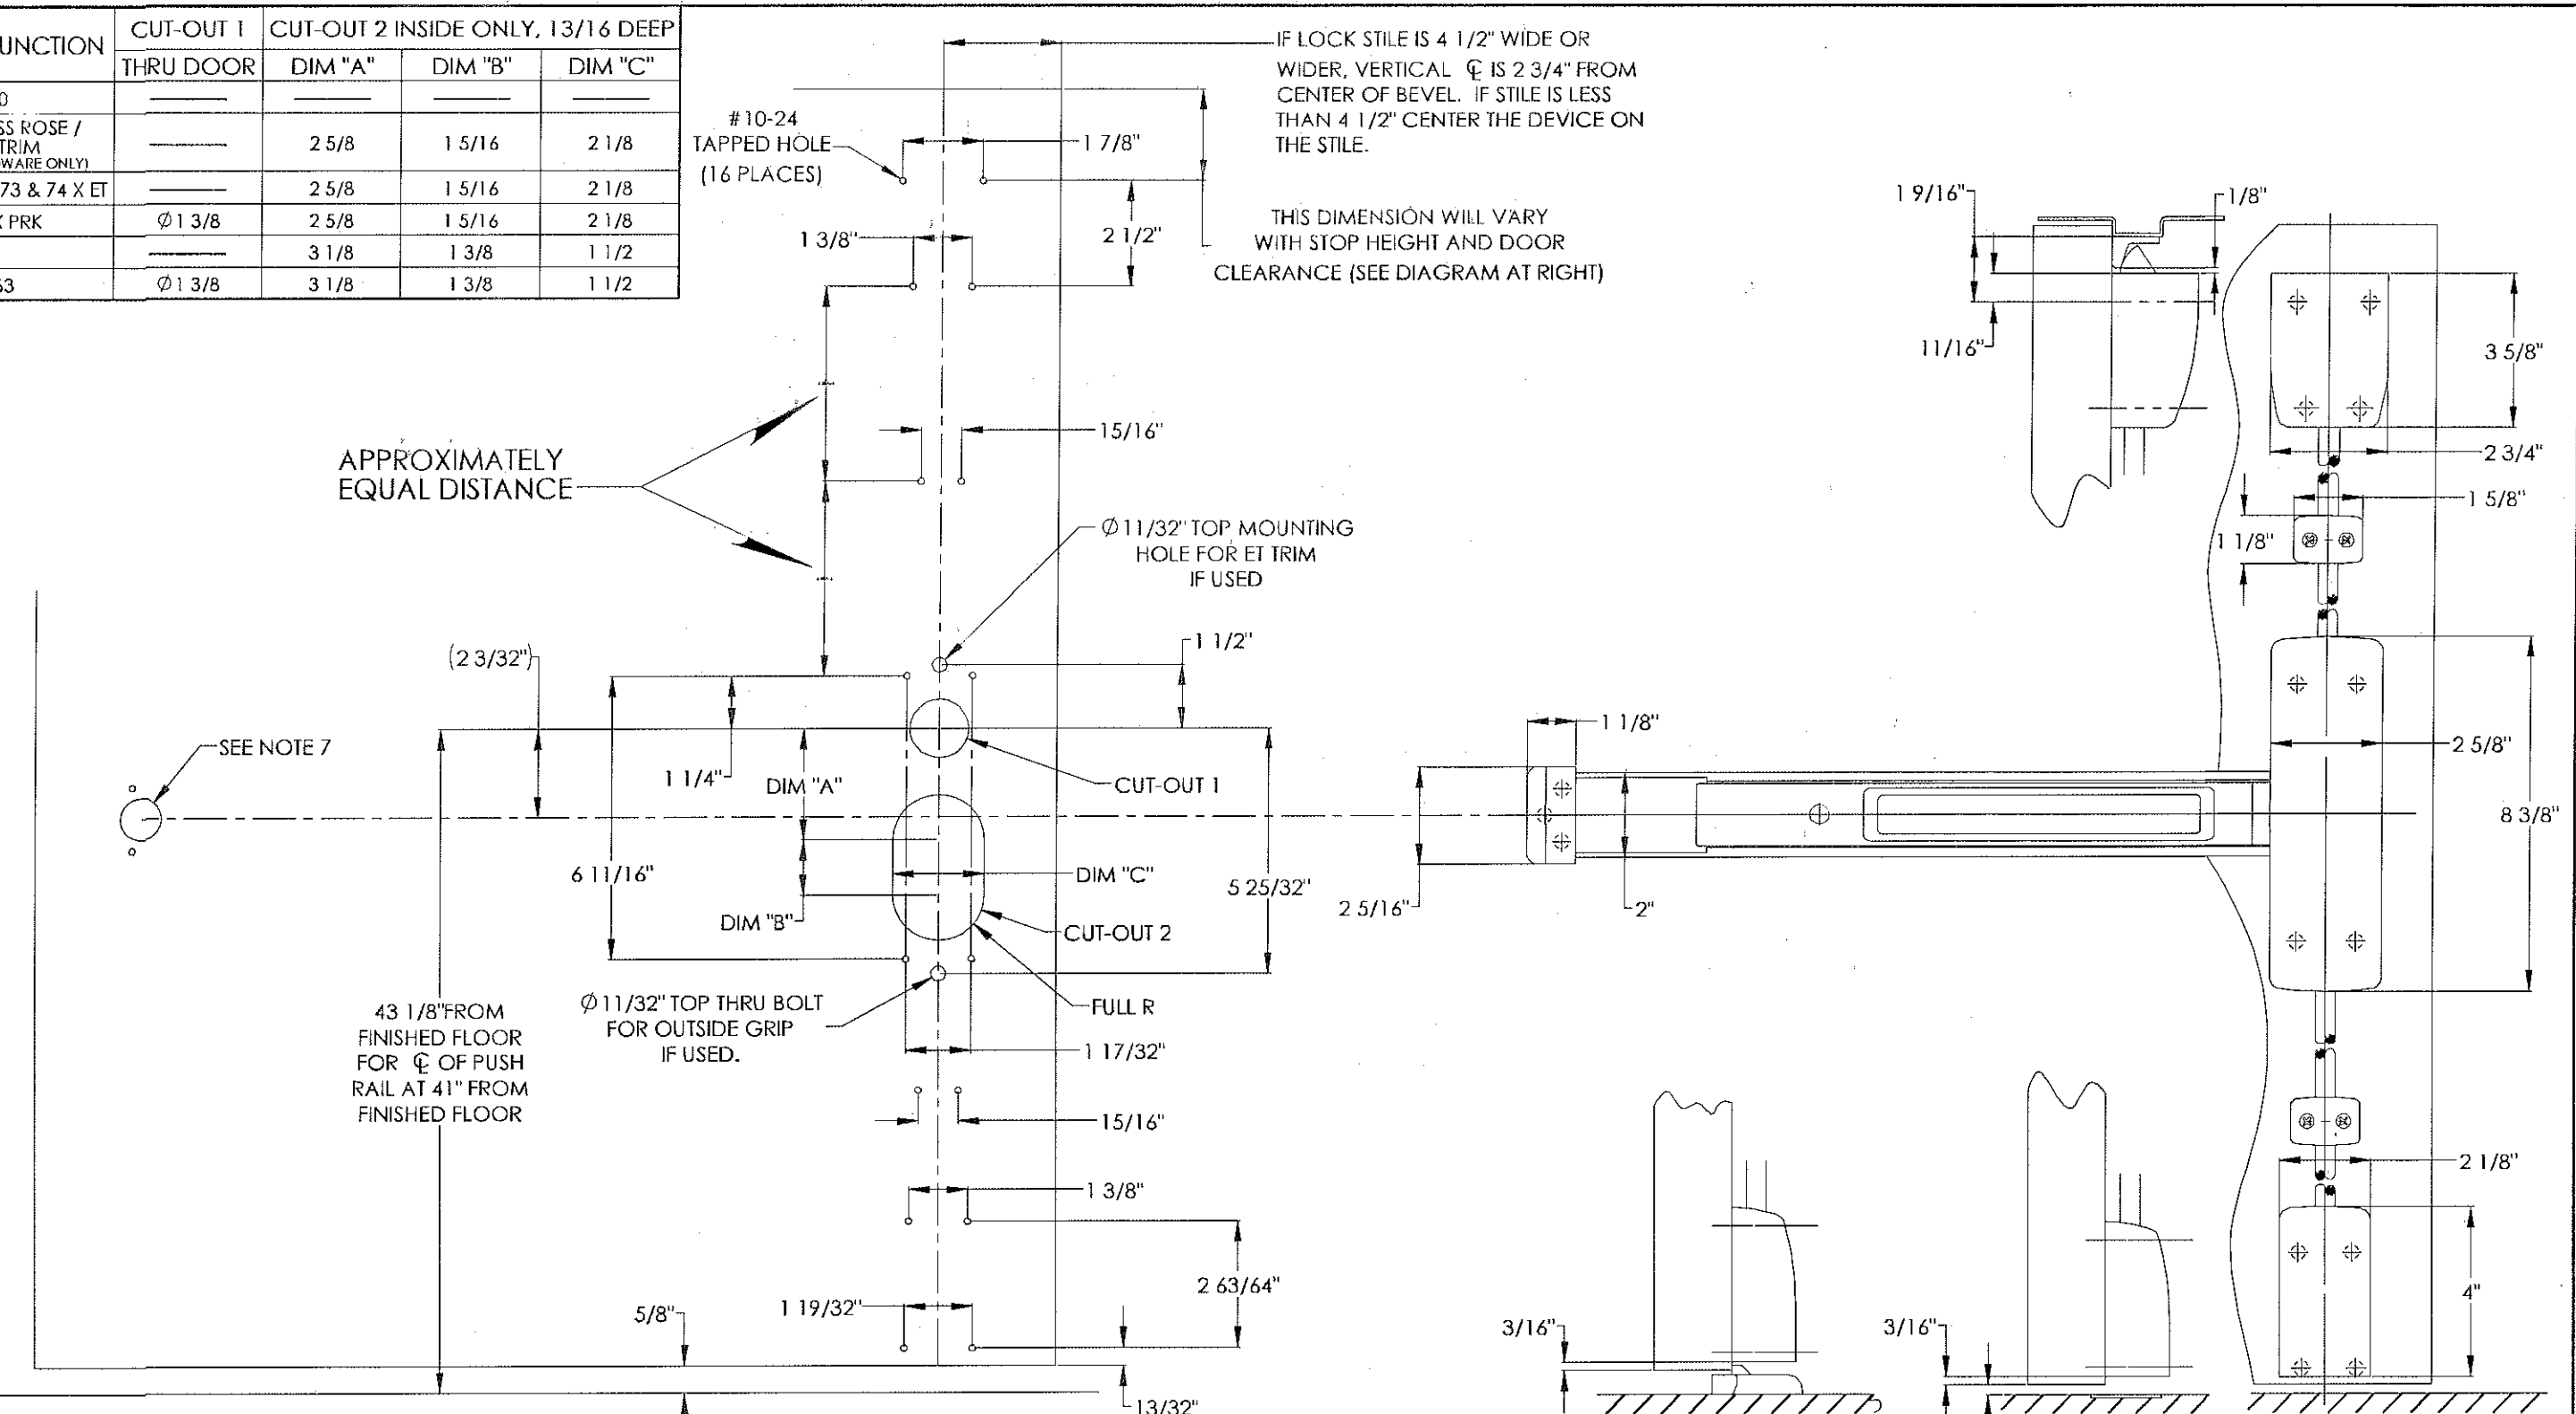 UNCTION
CUT-OUT 1
CUT-OUT 2 INSIDE ONLY, 13/16 DEEP
THRU DOOR
DIM "A"
DIM "B"
DIM "C"
SS ROSE /
TRIM
WARE ONLY)
2 5/8
1 5/16
2 1/8
73 & 74 X ET
2 5/8
1 5/16
2 1/8
X PRK
Ø1 3/8
2 5/8
1 5/16
2 1/8
3 1/8
1 3/8
1 1/2
63
Ø1 3/8
3 1/8
1 3/8
1 1/2
#10-24
TAPPED HOLE
(16 PLACES)
1 7/8"
IF LOCK STILE IS 4 1/2" WIDE OR
WIDER, VERTICAL ℄ IS 2 3/4" FROM
CENTER OF BEVEL. IF STILE IS LESS
THAN 4 1/2" CENTER THE DEVICE ON
THE STILE.
1 3/8"
2 1/2"
THIS DIMENSION WILL VARY
WITH STOP HEIGHT AND DOOR
CLEARANCE (SEE DIAGRAM AT RIGHT)
1 9/16"
1/8"
11/16"
3 5/8"
2 3/4"
1 5/8"
1 1/8"
APPROXIMATELY
EQUAL DISTANCE
15/16"
Ø11/32" TOP MOUNTING
HOLE FOR ET TRIM
IF USED
(2 3/32")
1 1/2"
SEE NOTE 7
1 1/4"
DIM "A"
CUT-OUT 1
6 11/16"
DIM "C"
5 25/32"
DIM "B"
CUT-OUT 2
1 1/8"
2 5/8"
8 3/8"
2 5/16"
2"
43 1/8"FROM
FINISHED FLOOR
FOR ℄ OF PUSH
RAIL AT 41" FROM
FINISHED FLOOR
Ø11/32" TOP THRU BOLT
FOR OUTSIDE GRIP
IF USED.
FULL R
1 17/32"
15/16"
1 3/8"
2 63/64"
5/8"
1 19/32"
13/32"
2 1/8"
4"
3/16"
3/16"